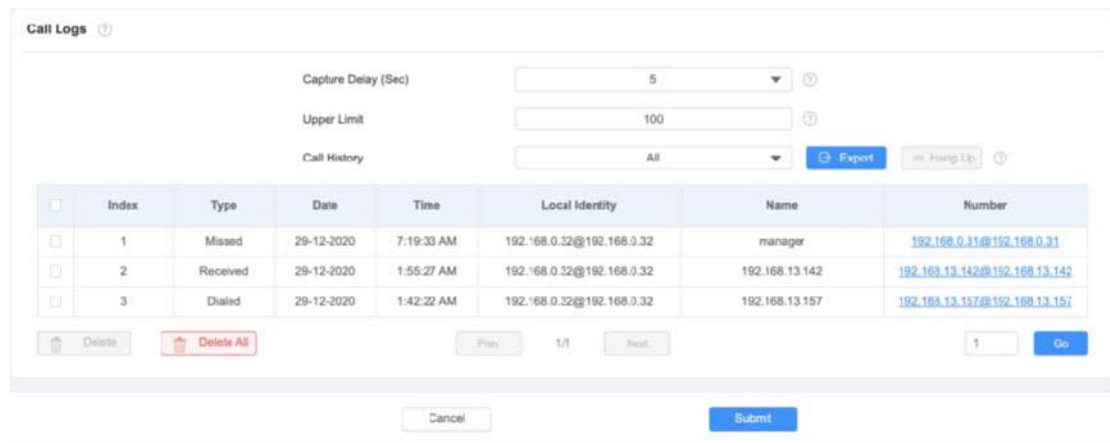 Call Logs
Capture Delay (Sec) 5
Upper Limit 100
Call History All Export Hang Up
Index Type Date Time Local Identity Name Number
1 Missed 29-12-2020 7:19:33 AM 192.168.0.32@192.168.0.32 manager 192.168.0.31@192.168.0.31
2 Received 29-12-2020 1:55:27 AM 192.168.0.32@192.168.0.32 192.168.13.142 192.168.13.142@192.168.13.142
3 Dialed 29-12-2020 1:42:22 AM 192.168.0.32@192.168.0.32 192.168.13.157 192.168.13.157@192.168.13.157
Delete Delete All Prev 1/1 Next 1 Go
Cancel Submit